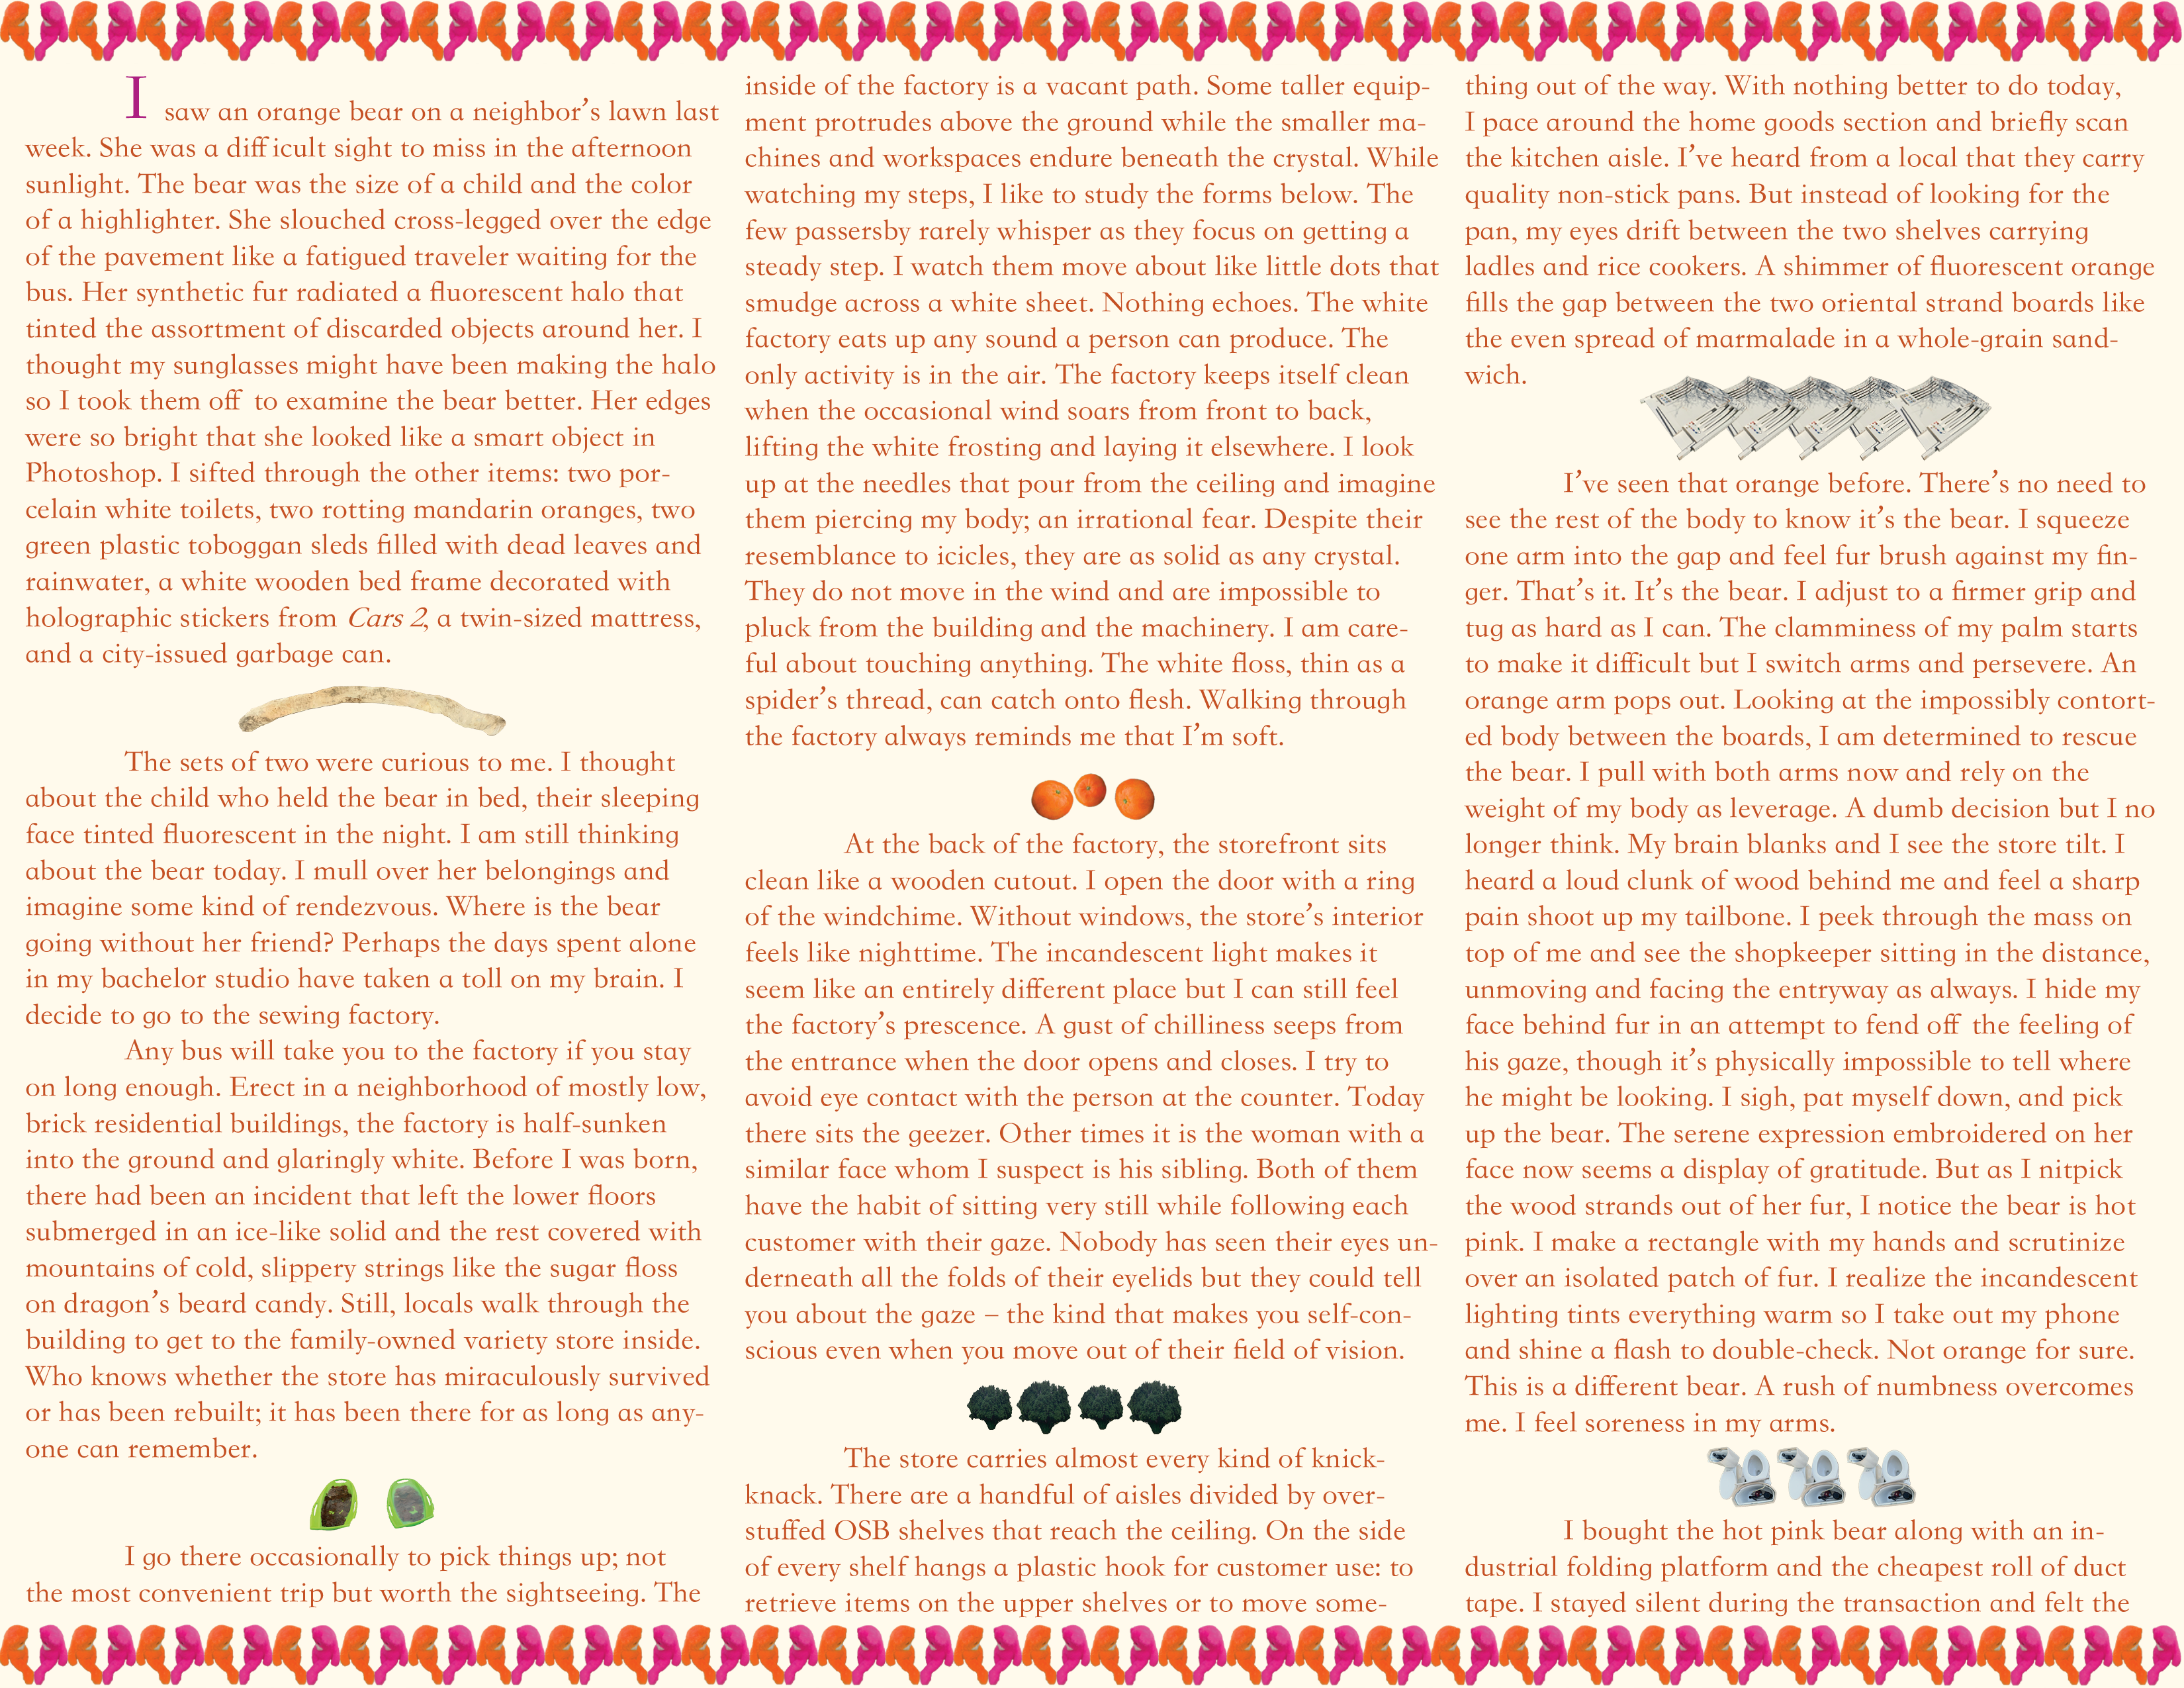 I saw an orange bear on a neighbor's lawn last
week. She was a difficult sight to miss in the afternoon
sunlight. The bear was the size of a child and the color
of a highlighter. She slouched cross-legged over the edge
of the pavement like a fatigued traveler waiting for the
bus. Her synthetic fur radiated a fluorescent halo that
tinted the assortment of discarded objects around her. I
thought my sunglasses might have been making the halo
so I took them off to examine the bear better. Her edges
were so bright that she looked like a smart object in
Photoshop. I sifted through the other items: two por-
celain white toilets, two rotting mandarin oranges, two
green plastic toboggan sleds filled with dead leaves and
rainwater, a white wooden bed frame decorated with
holographic stickers from Cars 2, a twin-sized mattress,
and a city-issued garbage can.
The sets of two were curious to me. I thought
about the child who held the bear in bed, their sleeping
face tinted fluorescent in the night. I am still thinking
about the bear today. I mull over her belongings and
imagine some kind of rendezvous. Where is the bear
going without her friend? Perhaps the days spent alone
in my bachelor studio have taken a toll on my brain. I
decide to go to the sewing factory.
Any bus will take you to the factory if you stay
on long enough. Erect in a neighborhood of mostly low,
brick residential buildings, the factory is half-sunken
into the ground and glaringly white. Before I was born,
there had been an incident that left the lower floors
submerged in an ice-like solid and the rest covered with
mountains of cold, slippery strings like the sugar floss
on dragon's beard candy. Still, locals walk through the
building to get to the family-owned variety store inside.
Who knows whether the store has miraculously survived
or has been rebuilt; it has been there for as long as any-
one can remember.
I go there occasionally to pick things up; not
the most convenient trip but worth the sightseeing. The
inside of the factory is a vacant path. Some taller equip-
ment protrudes above the ground while the smaller ma-
chines and workspaces endure beneath the crystal. While
watching my steps, I like to study the forms below. The
few passersby rarely whisper as they focus on getting a
steady step. I watch them move about like little dots that
smudge across a white sheet. Nothing echoes. The white
factory eats up any sound a person can produce. The
only activity is in the air. The factory keeps itself clean
when the occasional wind soars from front to back,
lifting the white frosting and laying it elsewhere. I look
up at the needles that pour from the ceiling and imagine
them piercing my body; an irrational fear. Despite their
resemblance to icicles, they are as solid as any crystal.
They do not move in the wind and are impossible to
pluck from the building and the machinery. I am care-
ful about touching anything. The white floss, thin as a
spider's thread, can catch onto flesh. Walking through
the factory always reminds me that I'm soft.
At the back of the factory, the storefront sits
clean like a wooden cutout. I open the door with a ring
of the windchime. Without windows, the store's interior
feels like nighttime. The incandescent light makes it
seem like an entirely different place but I can still feel
the factory's prescence. A gust of chilliness seeps from
the entrance when the door opens and closes. I try to
avoid eye contact with the person at the counter. Today
there sits the geezer. Other times it is the woman with a
similar face whom I suspect is his sibling. Both of them
have the habit of sitting very still while following each
customer with their gaze. Nobody has seen their eyes un-
derneath all the folds of their eyelids but they could tell
you about the gaze – the kind that makes you self-con-
scious even when you move out of their field of vision.
The store carries almost every kind of knick-
knack. There are a handful of aisles divided by over-
stuffed OSB shelves that reach the ceiling. On the side
of every shelf hangs a plastic hook for customer use: to
retrieve items on the upper shelves or to move some-
thing out of the way. With nothing better to do today,
I pace around the home goods section and briefly scan
the kitchen aisle. I've heard from a local that they carry
quality non-stick pans. But instead of looking for the
pan, my eyes drift between the two shelves carrying
ladles and rice cookers. A shimmer of fluorescent orange
fills the gap between the two oriental strand boards like
the even spread of marmalade in a whole-grain sand-
wich.
I've seen that orange before. There's no need to
see the rest of the body to know it's the bear. I squeeze
one arm into the gap and feel fur brush against my fin-
ger. That's it. It's the bear. I adjust to a firmer grip and
tug as hard as I can. The clamminess of my palm starts
to make it difficult but I switch arms and persevere. An
orange arm pops out. Looking at the impossibly contort-
ed body between the boards, I am determined to rescue
the bear. I pull with both arms now and rely on the
weight of my body as leverage. A dumb decision but I no
longer think. My brain blanks and I see the store tilt. I
heard a loud clunk of wood behind me and feel a sharp
pain shoot up my tailbone. I peek through the mass on
top of me and see the shopkeeper sitting in the distance,
unmoving and facing the entryway as always. I hide my
face behind fur in an attempt to fend off the feeling of
his gaze, though it's physically impossible to tell where
he might be looking. I sigh, pat myself down, and pick
up the bear. The serene expression embroidered on her
face now seems a display of gratitude. But as I nitpick
the wood strands out of her fur, I notice the bear is hot
pink. I make a rectangle with my hands and scrutinize
over an isolated patch of fur. I realize the incandescent
lighting tints everything warm so I take out my phone
and shine a flash to double-check. Not orange for sure.
This is a different bear. A rush of numbness overcomes
me. I feel soreness in my arms.
I bought the hot pink bear along with an in-
dustrial folding platform and the cheapest roll of duct
tape. I stayed silent during the transaction and felt the